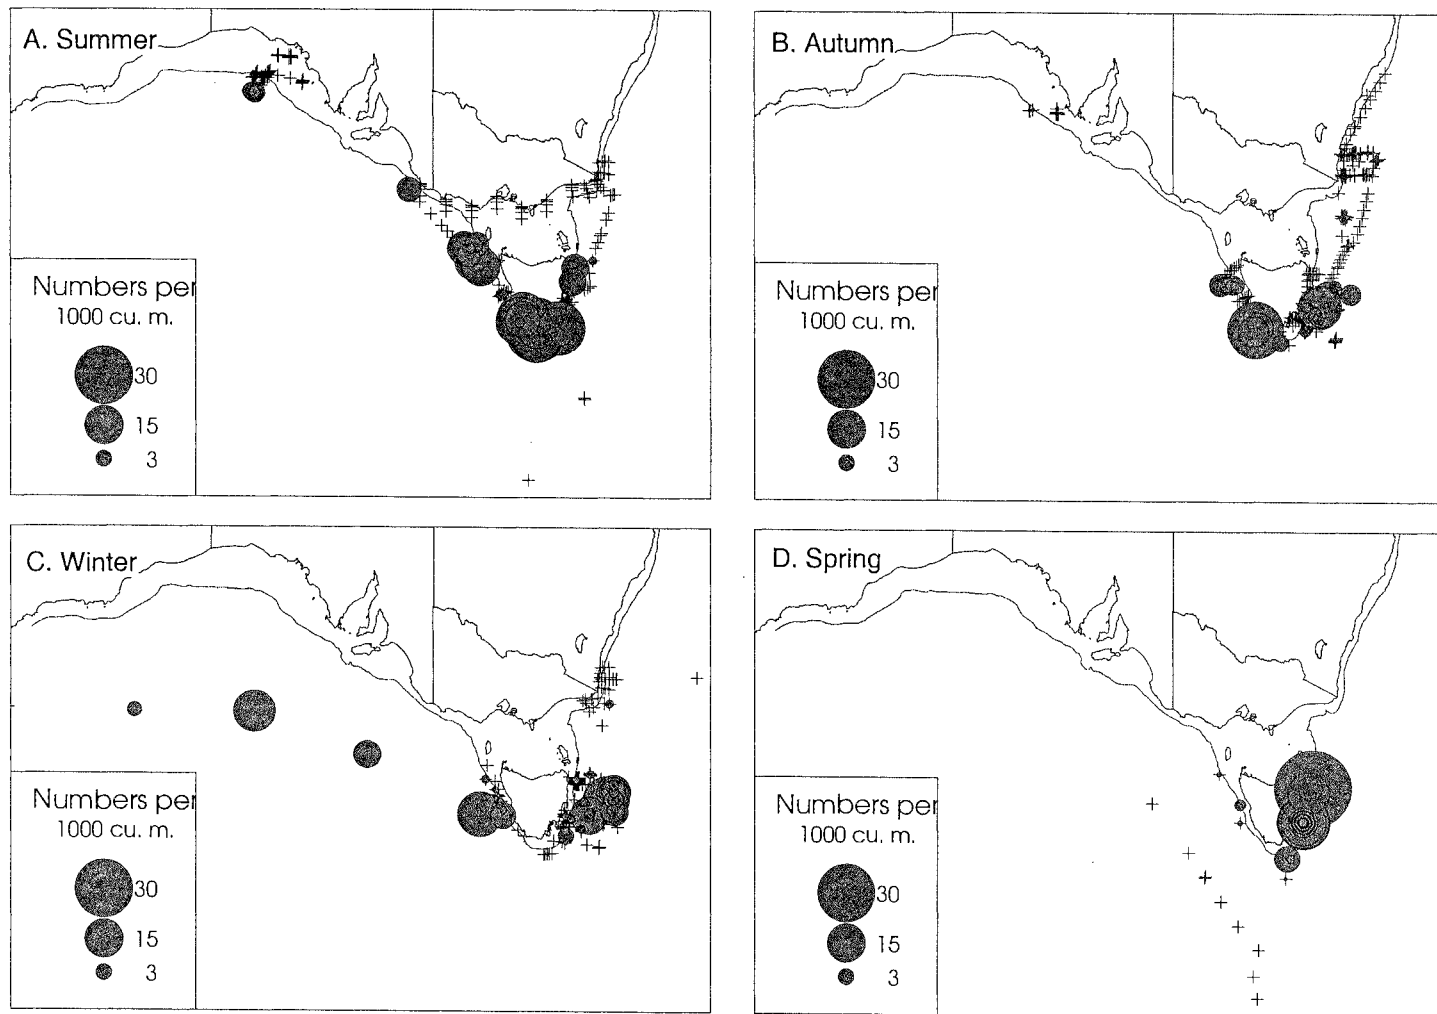 A. Summer
Numbers per
1000 cu. m.
30
15
3
B. Autumn
Numbers per
1000 cu. m.
30
15
3
C. Winter
Numbers per
1000 cu. m.
30
15
3
D. Spring
Numbers per
1000 cu. m.
30
15
3